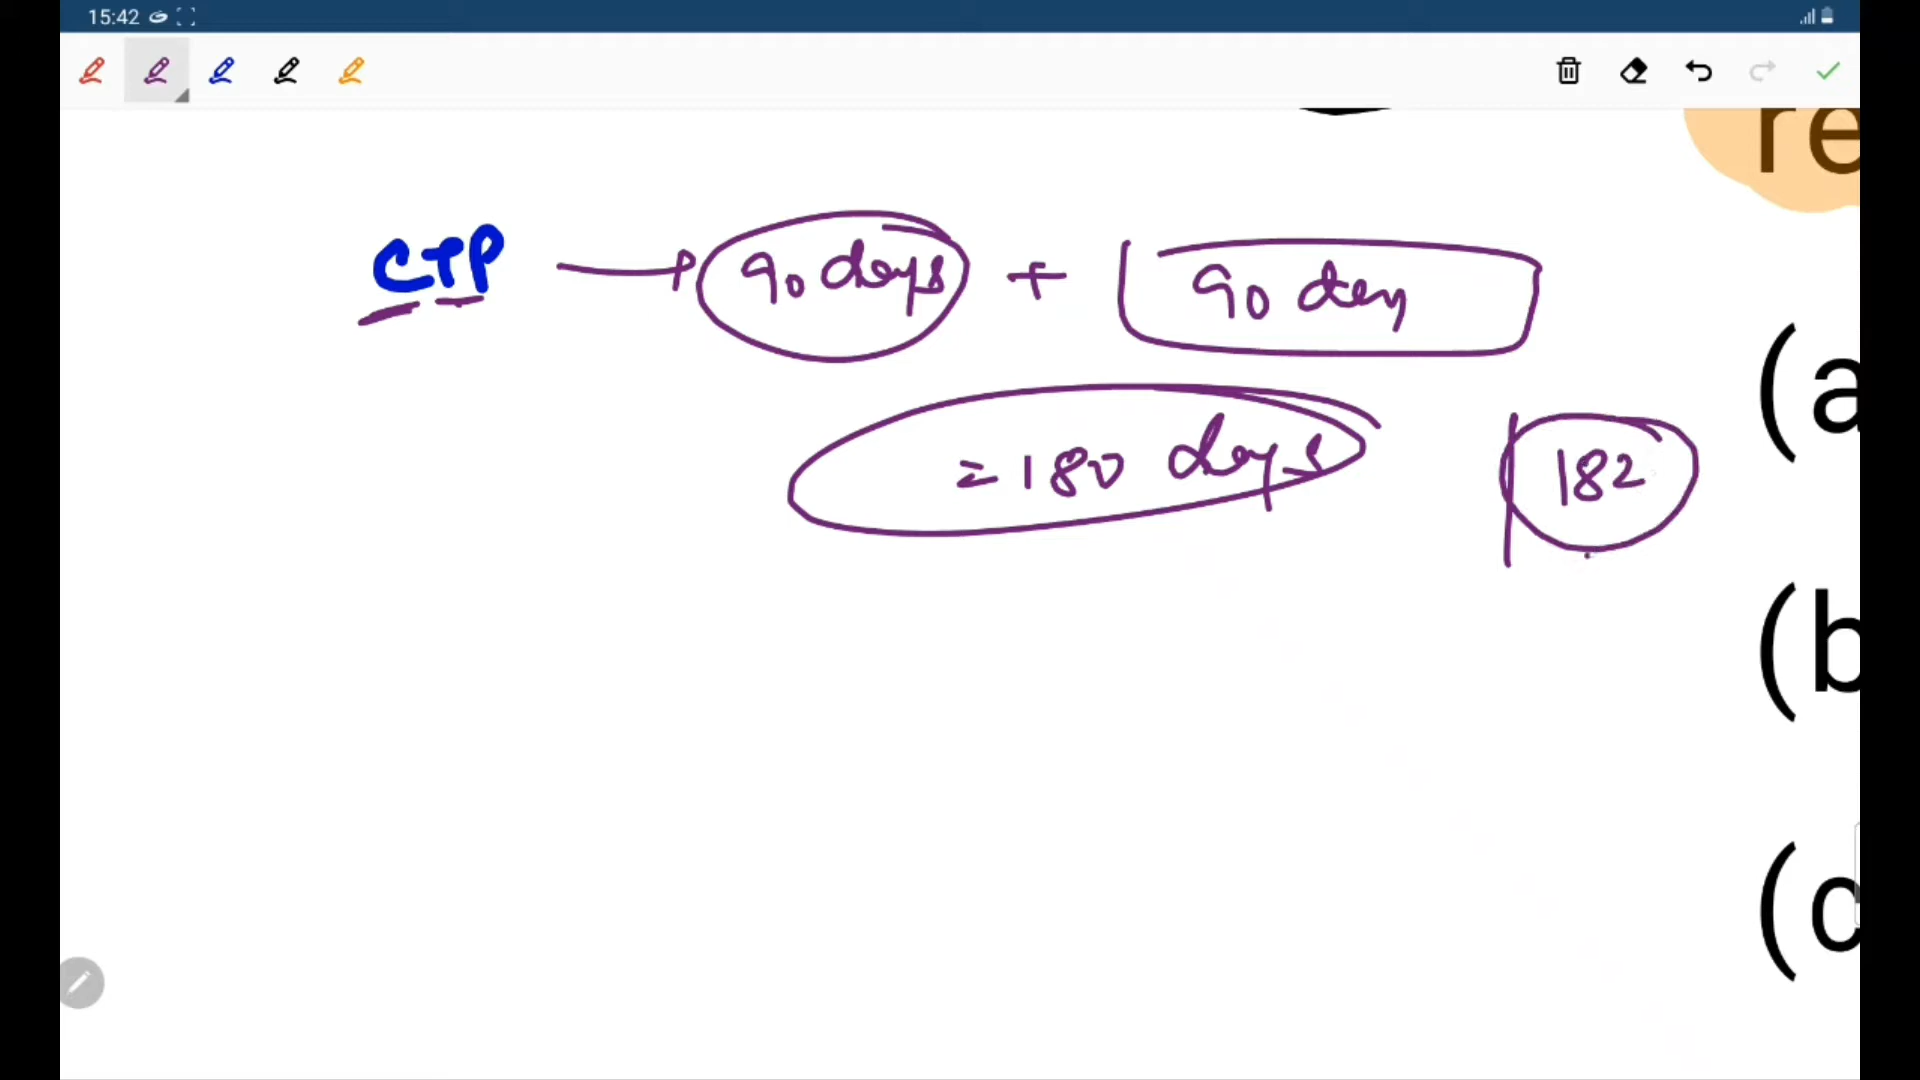 15:42
re
CTP → 90 days + 90 day
= 180 days 182
(a
(b
(c